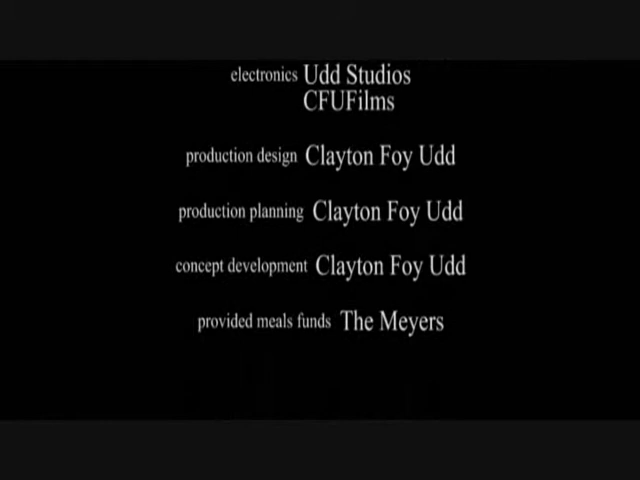 electronics Udd Studios
CFUFilms
production design Clayton Foy Udd
production planning Clayton Foy Udd
concept development Clayton Foy Udd
provided meals funds The Meyers